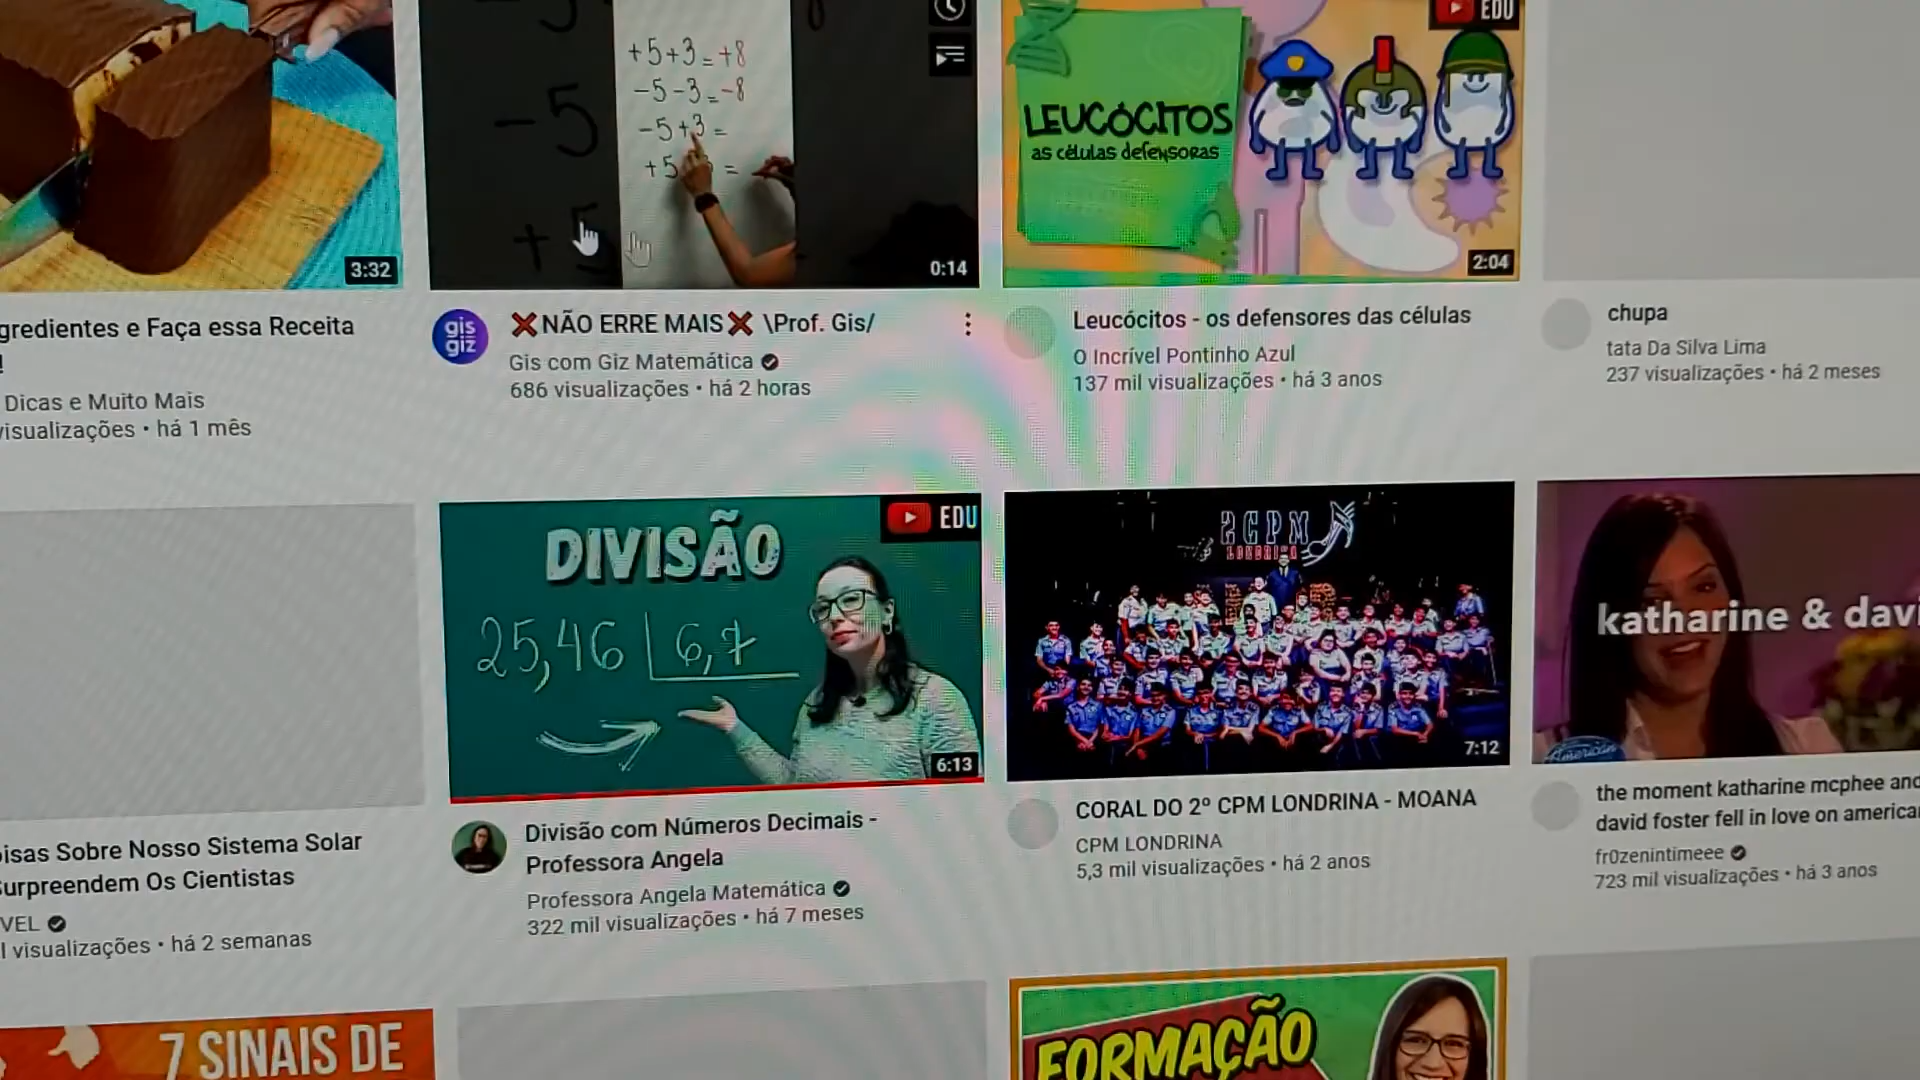 +5+3=+8
-5-3=-8
-5+3=
+5
=
-5
+5
3:32
0:14
EDU
LEUCÓCITOS
as células defensoras
2:04
gredientes e Faça essa Receita
!
Dicas e Muito Mais
visualizações • há 1 mês
gis
giz
❌NÃO ERRE MAIS❌ \Prof. Gis/
Gis com Giz Matemática
686 visualizações • há 2 horas
Leucócitos - os defensores das células
O Incrível Pontinho Azul
137 mil visualizações • há 3 anos
chupa
tata Da Silva Lima
237 visualizações • há 2 meses
DIVISÃO
EDU
25,46 6,7
6:13
2CPM
LONDRINA
7:12
katharine & davi
American
isas Sobre Nosso Sistema Solar
Surpreendem Os Cientistas
VEL
l visualizações • há 2 semanas
Divisão com Números Decimais -
Professora Angela
Professora Angela Matemática
322 mil visualizações • há 7 meses
CORAL DO 2º CPM LONDRINA - MOANA
CPM LONDRINA
5,3 mil visualizações • há 2 anos
the moment katharine mcphee and
david foster fell in love on american
fr0zenintimeee
723 mil visualizações • há 3 anos
7 SINAIS DE
FORMAÇÃO